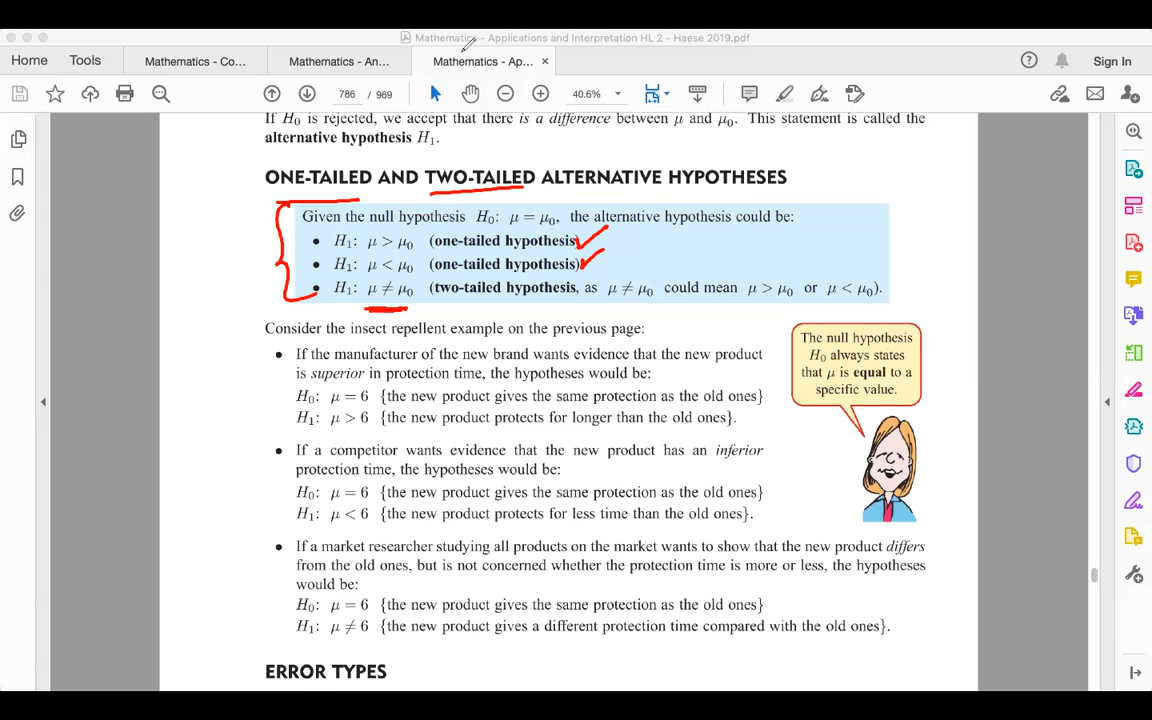 Mathematics - Applications and Interpretation HL 2 - Haese 2019.pdf
Home Tools Mathematics - Co... Mathematics - An... Mathematics - Ap... × Sign In
786 / 969 40.6%
If H₀ is rejected, we accept that there is a difference between μ and μ₀. This statement is called the
alternative hypothesis H₁.
ONE-TAILED AND TWO-TAILED ALTERNATIVE HYPOTHESES
Given the null hypothesis H₀: μ = μ₀, the alternative hypothesis could be:
• H₁: μ > μ₀ (one-tailed hypothesis)
• H₁: μ < μ₀ (one-tailed hypothesis)
• H₁: μ ≠ μ₀ (two-tailed hypothesis, as μ ≠ μ₀ could mean μ > μ₀ or μ < μ₀).
Consider the insect repellent example on the previous page:
• If the manufacturer of the new brand wants evidence that the new product
is superior in protection time, the hypotheses would be:
H₀: μ = 6 {the new product gives the same protection as the old ones}
H₁: μ > 6 {the new product protects for longer than the old ones}.
The null hypothesis
H₀ always states
that μ is equal to a
specific value.
• If a competitor wants evidence that the new product has an inferior
protection time, the hypotheses would be:
H₀: μ = 6 {the new product gives the same protection as the old ones}
H₁: μ < 6 {the new product protects for less time than the old ones}.
• If a market researcher studying all products on the market wants to show that the new product differs
from the old ones, but is not concerned whether the protection time is more or less, the hypotheses
would be:
H₀: μ = 6 {the new product gives the same protection as the old ones}
H₁: μ ≠ 6 {the new product gives a different protection time compared with the old ones}.
ERROR TYPES